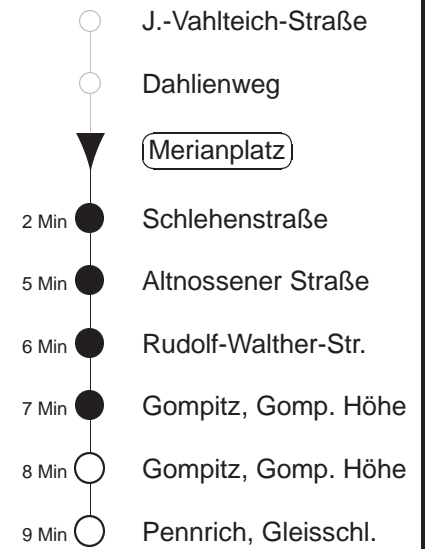 J.-Vahlteich-Straße
Dahlienweg
Merianplatz
2 Min Schlehenstraße
5 Min Altnossener Straße
6 Min Rudolf-Walther-Str.
7 Min Gompitz, Gomp. Höhe
8 Min Gompitz, Gomp. Höhe
9 Min Pennrich, Gleisschl.